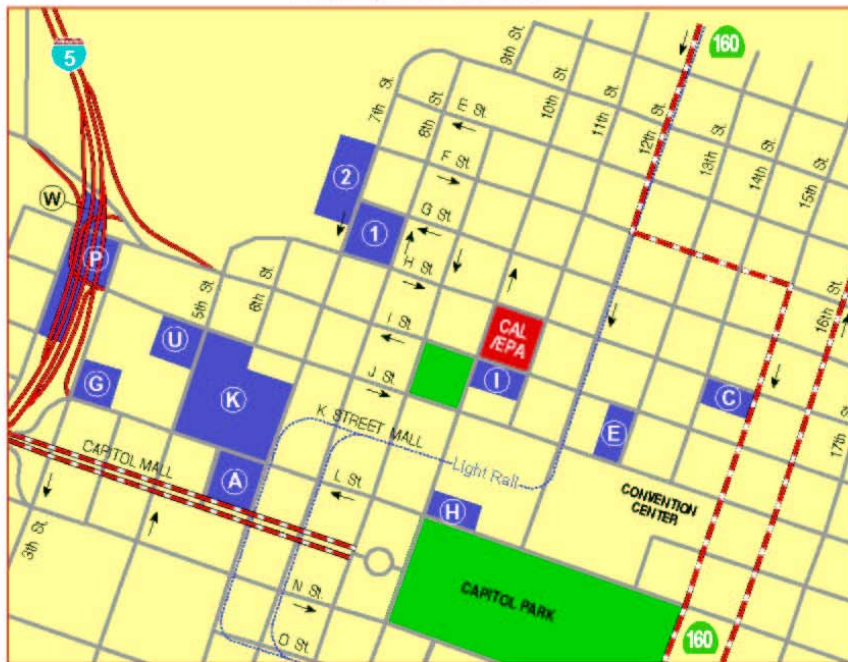 5
160
9th St.
7th St.
8th St.
E St.
10th St.
11th St.
12th St.
13th St.
14th St.
15th St.
2
F St.
W
1
G St.
P
H St.
5th St.
6th St.
16th St.
I St.
CAL
/EPA
U
J St.
I
G
K
C
K STREET MALL
E
17th St.
CAPITOL MALL
Light Rail
A
L St.
H
CONVENTION
CENTER
3th St.
N St.
CAPITOL PARK
O St.
160